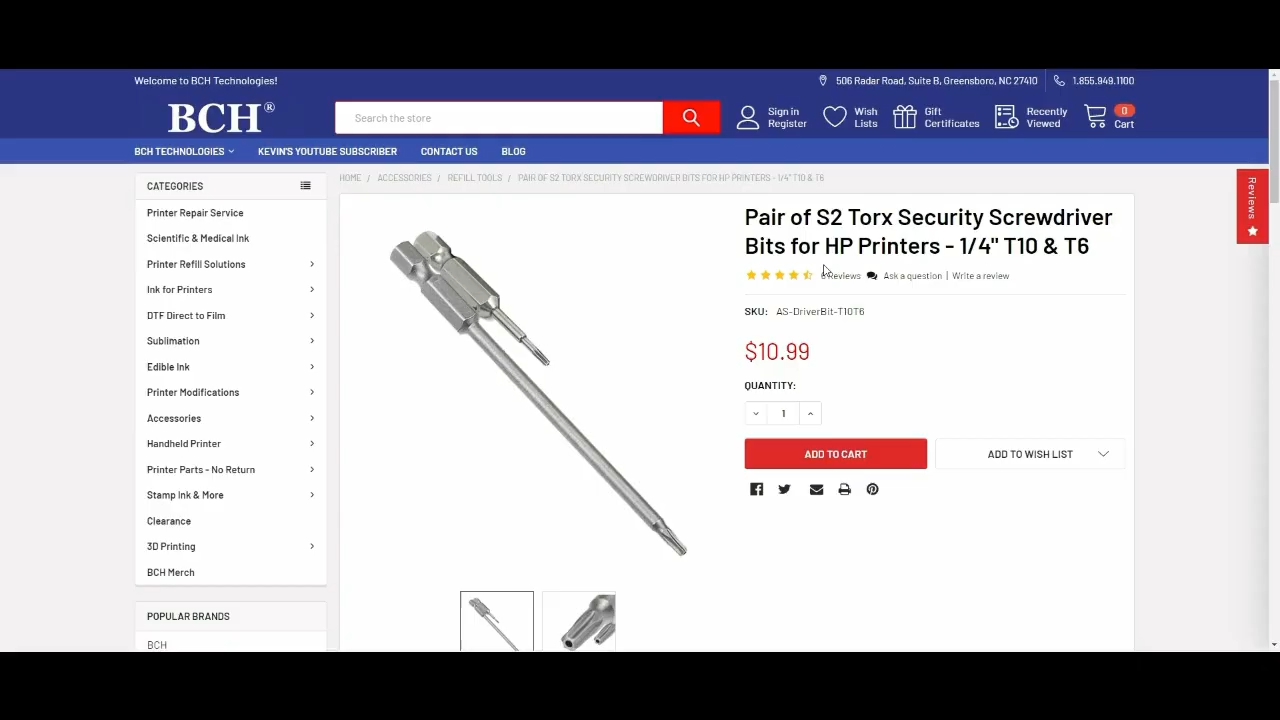 Welcome to BCH Technologies!
506 Radar Road, Suite B, Greensboro, NC 27410
1.855.949.1100
BCH®
Search the store
Sign in
Register
Wish
Lists
Gift
Certificates
Recently
Viewed
0
Cart
BCH TECHNOLOGIES
KEVIN'S YOUTUBE SUBSCRIBER
CONTACT US
BLOG
CATEGORIES
Printer Repair Service
Scientific & Medical Ink
Printer Refill Solutions
Ink for Printers
DTF Direct to Film
Sublimation
Edible Ink
Printer Modifications
Accessories
Handheld Printer
Printer Parts - No Return
Stamp Ink & More
Clearance
3D Printing
BCH Merch
POPULAR BRANDS
BCH
HOME / ACCESSORIES / REFILL TOOLS / PAIR OF S2 TORX SECURITY SCREWDRIVER BITS FOR HP PRINTERS - 1/4" T10 & T6
Pair of S2 Torx Security Screwdriver
Bits for HP Printers - 1/4" T10 & T6
Reviews Ask a question | Write a review
SKU: AS-DriverBit-T10T6
$10.99
QUANTITY:
1
ADD TO CART
ADD TO WISH LIST
Reviews